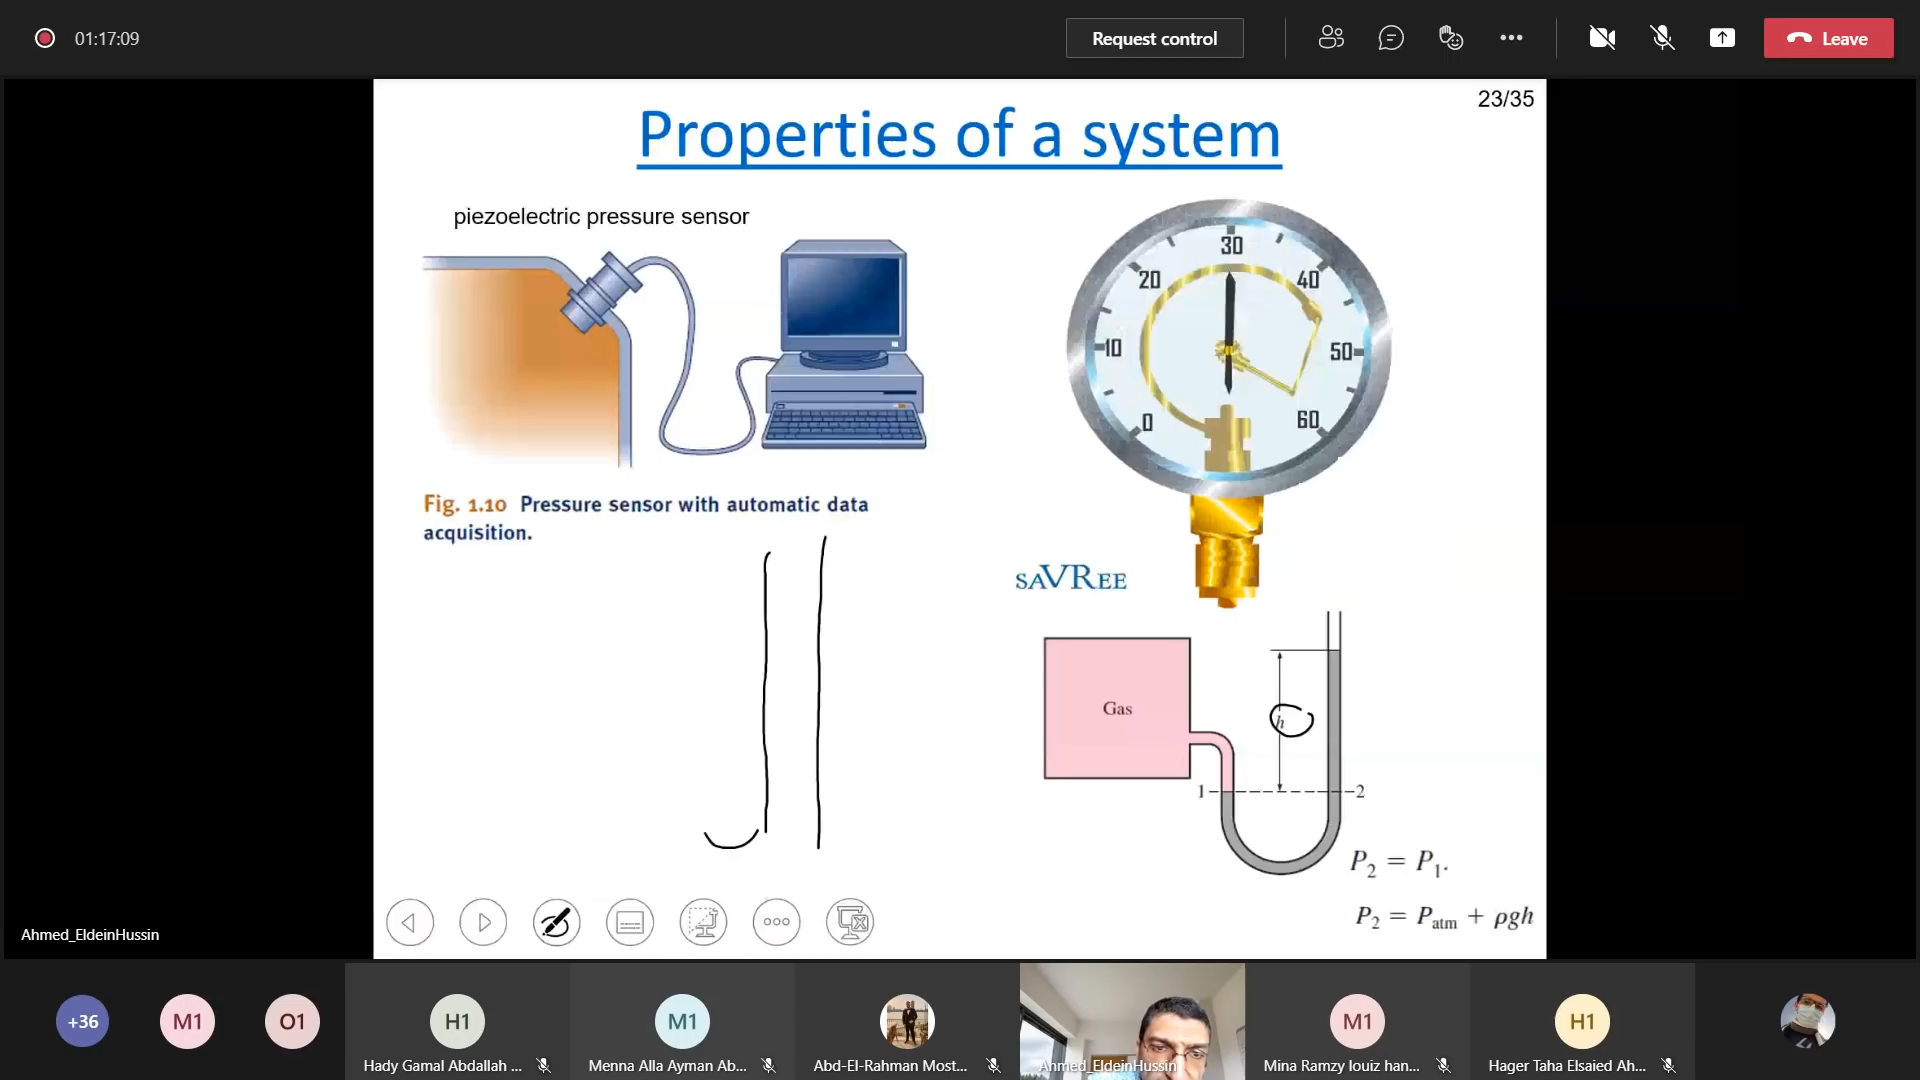 01:17:09
Request control
Leave
23/35
Properties of a system
piezoelectric pressure sensor
Fig. 1.10 Pressure sensor with automatic data
acquisition.
0
10
20
30
40
50
60
SAVREE
Gas
h
1
2
P₂ = P₁.
P₂ = Patm + ρgh
Ahmed_EldeinHussin
+36
M1
O1
H1
Hady Gamal Abdallah ...
M1
Menna Alla Ayman Ab...
Abd-El-Rahman Most...
Ahmed_EldeinHussin
M1
Mina Ramzy louiz han...
H1
Hager Taha Elsaied Ah...